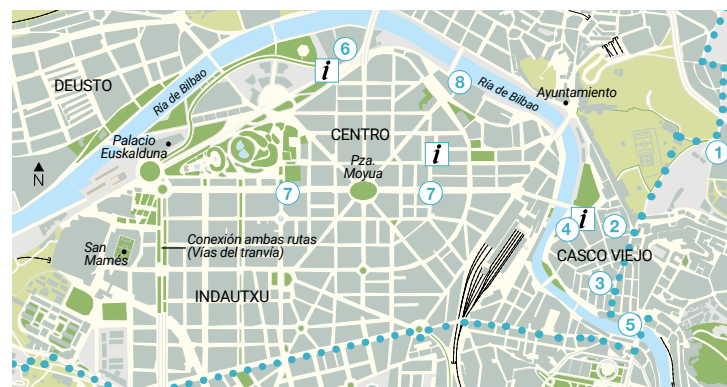 6
i
DEUSTO
Ría de Bilbao
8
Ría de Bilbao
Ayuntamiento
CENTRO
Palacio
Euskalduna
i
1
Pza.
Moyua
N
7
7
i
2
4
Conexión ambas rutas
(Vías del tranvía)
San
Mamés
CASCO VIEJO
3
INDAUTXU
5